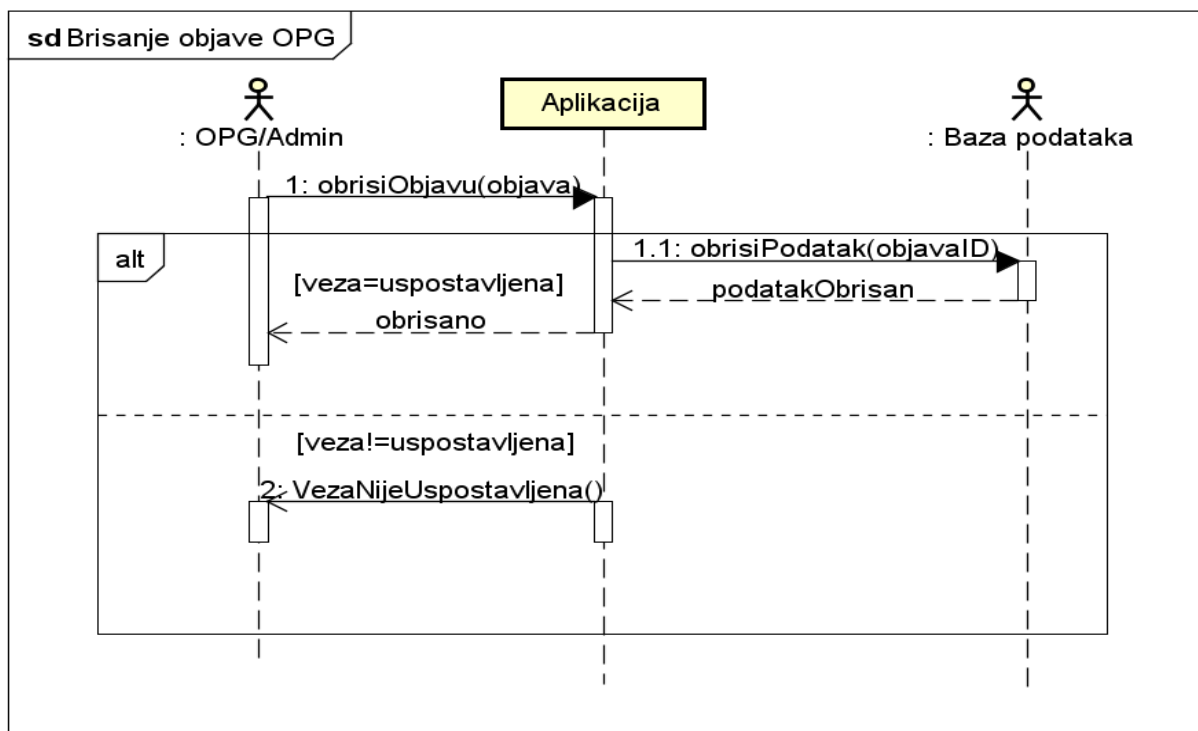 sd Brisanje objave OPG
: OPG/Admin
Aplikacija
: Baza podataka
1: obrisiObjavu(objava)
alt
1.1: obrisiPodatak(objavaID)
[veza=uspostavljena]
podatakObrisan
obrisano
[veza!=uspostavljena]
2: VezaNijeUspostavljena()